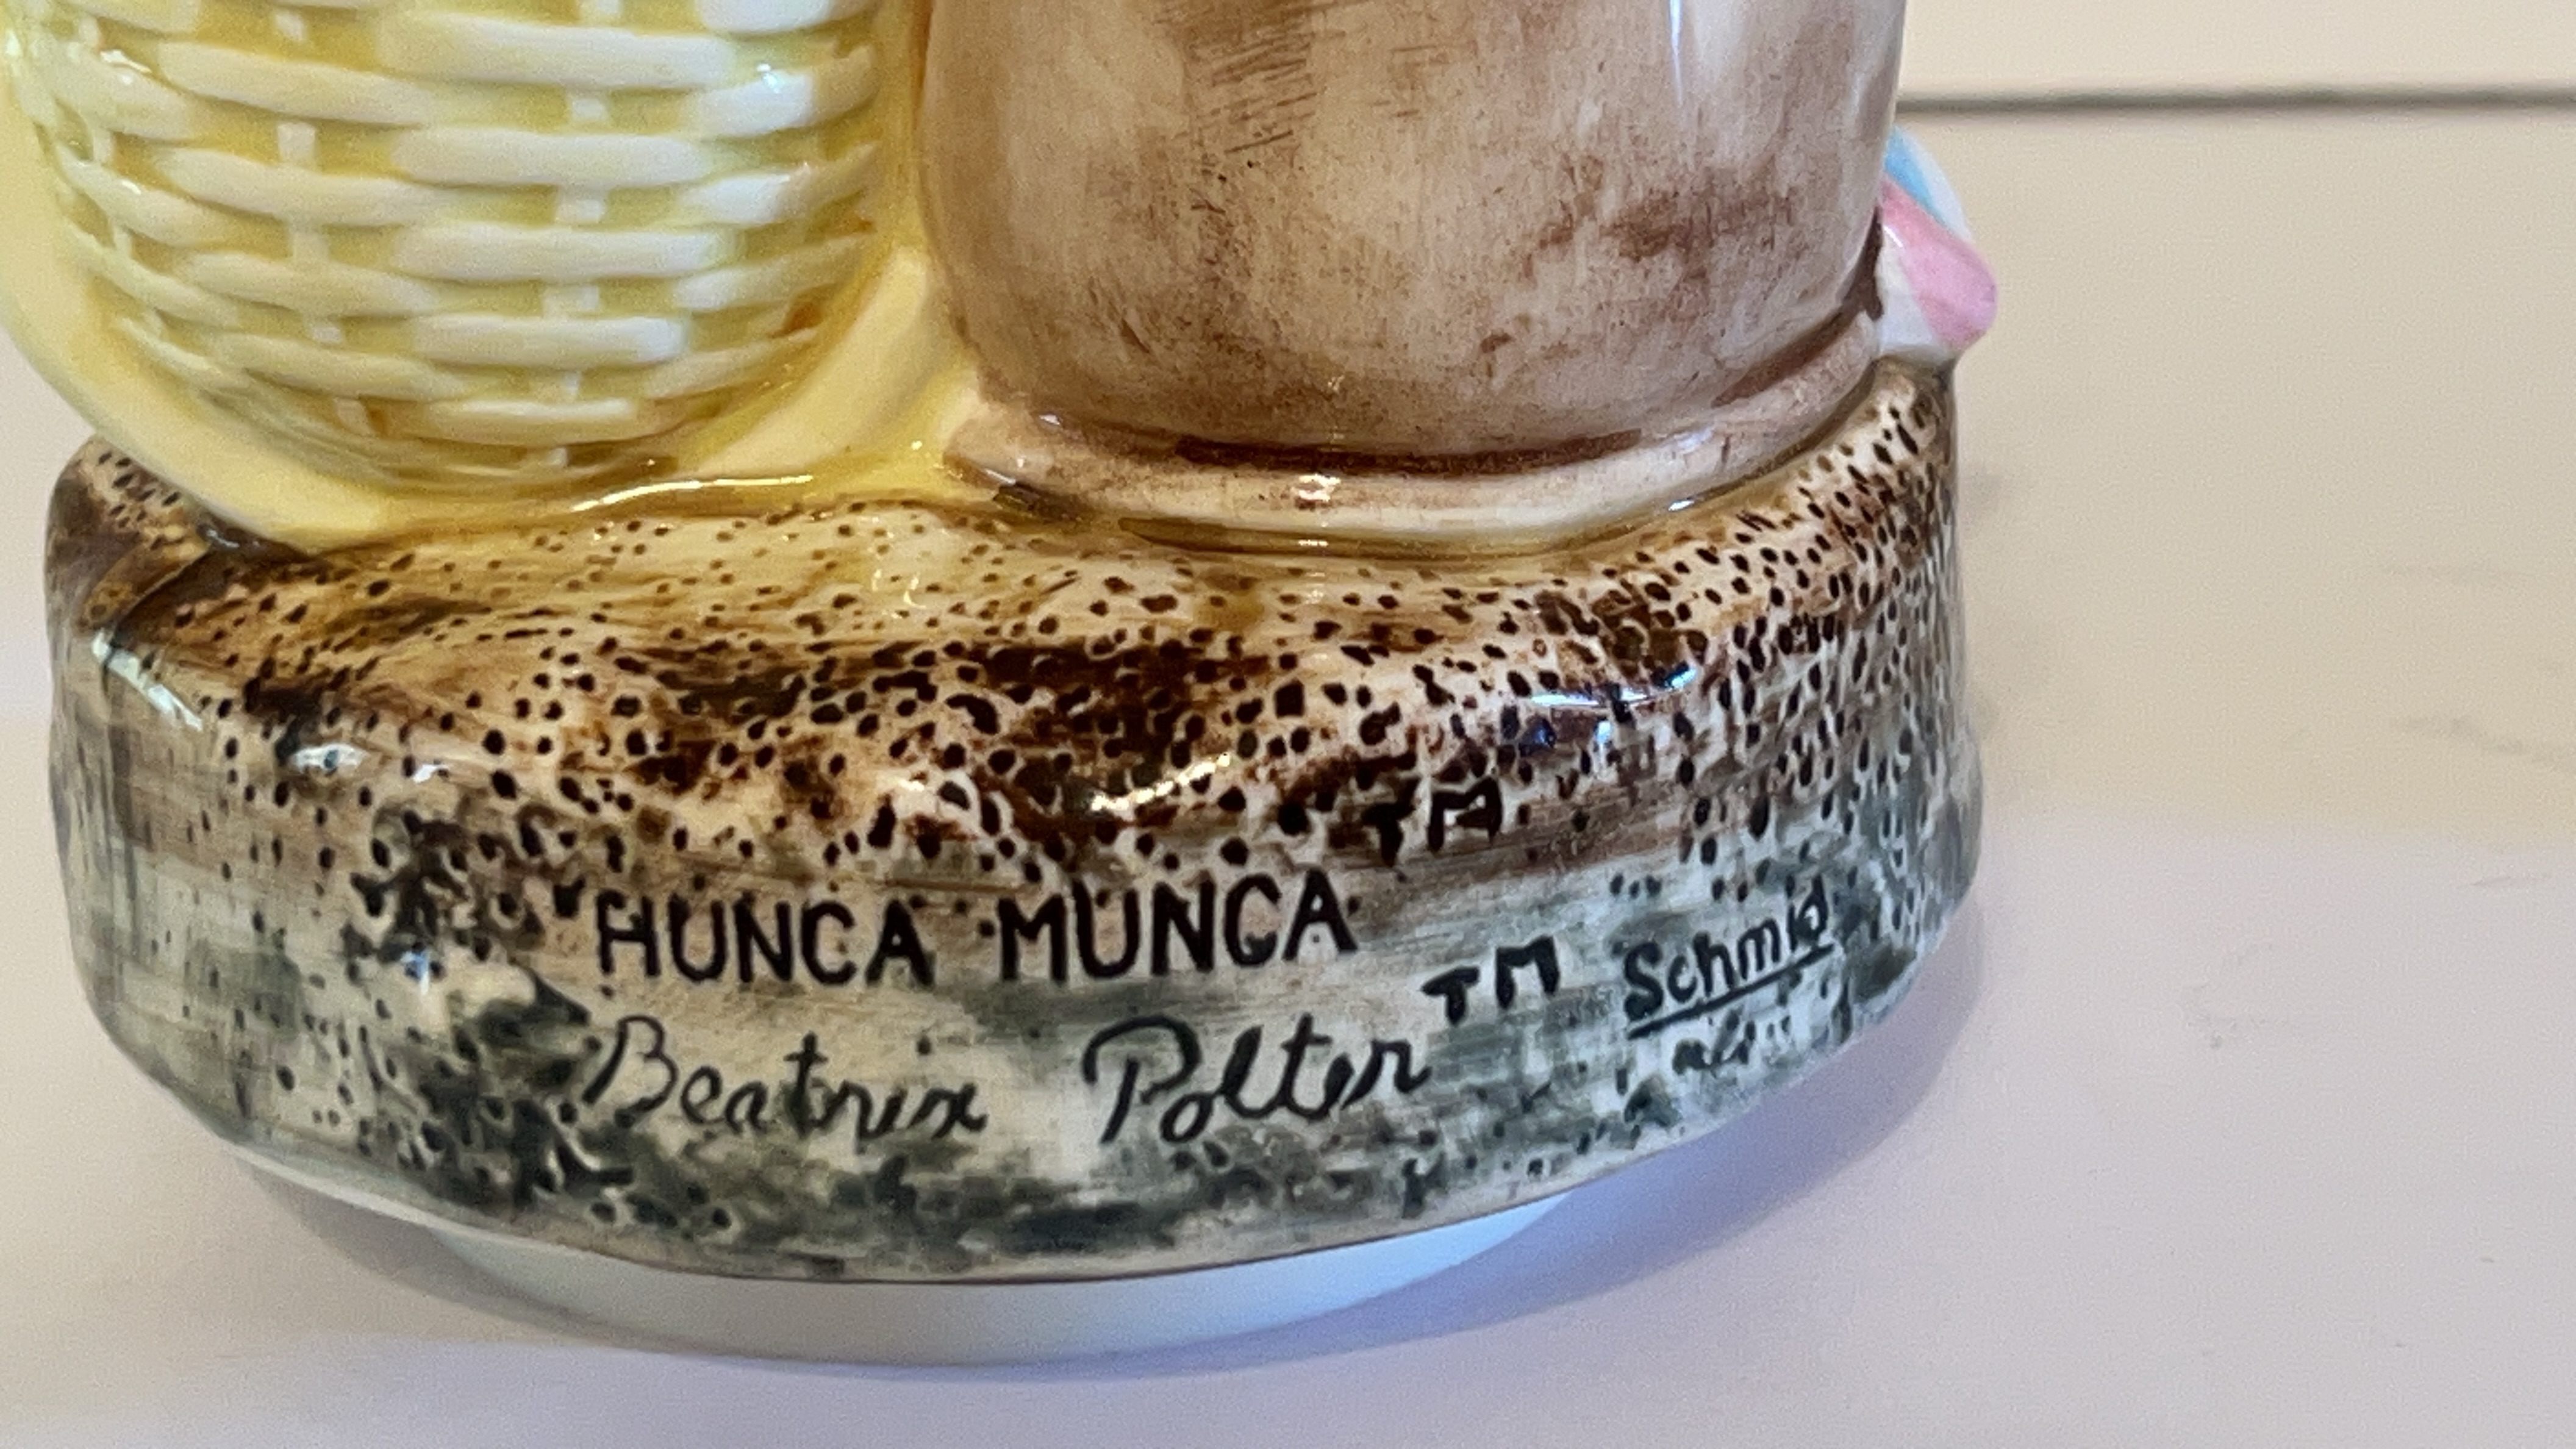 HUNCA MUNCA TM
Beatrix Potter TM
Schmid